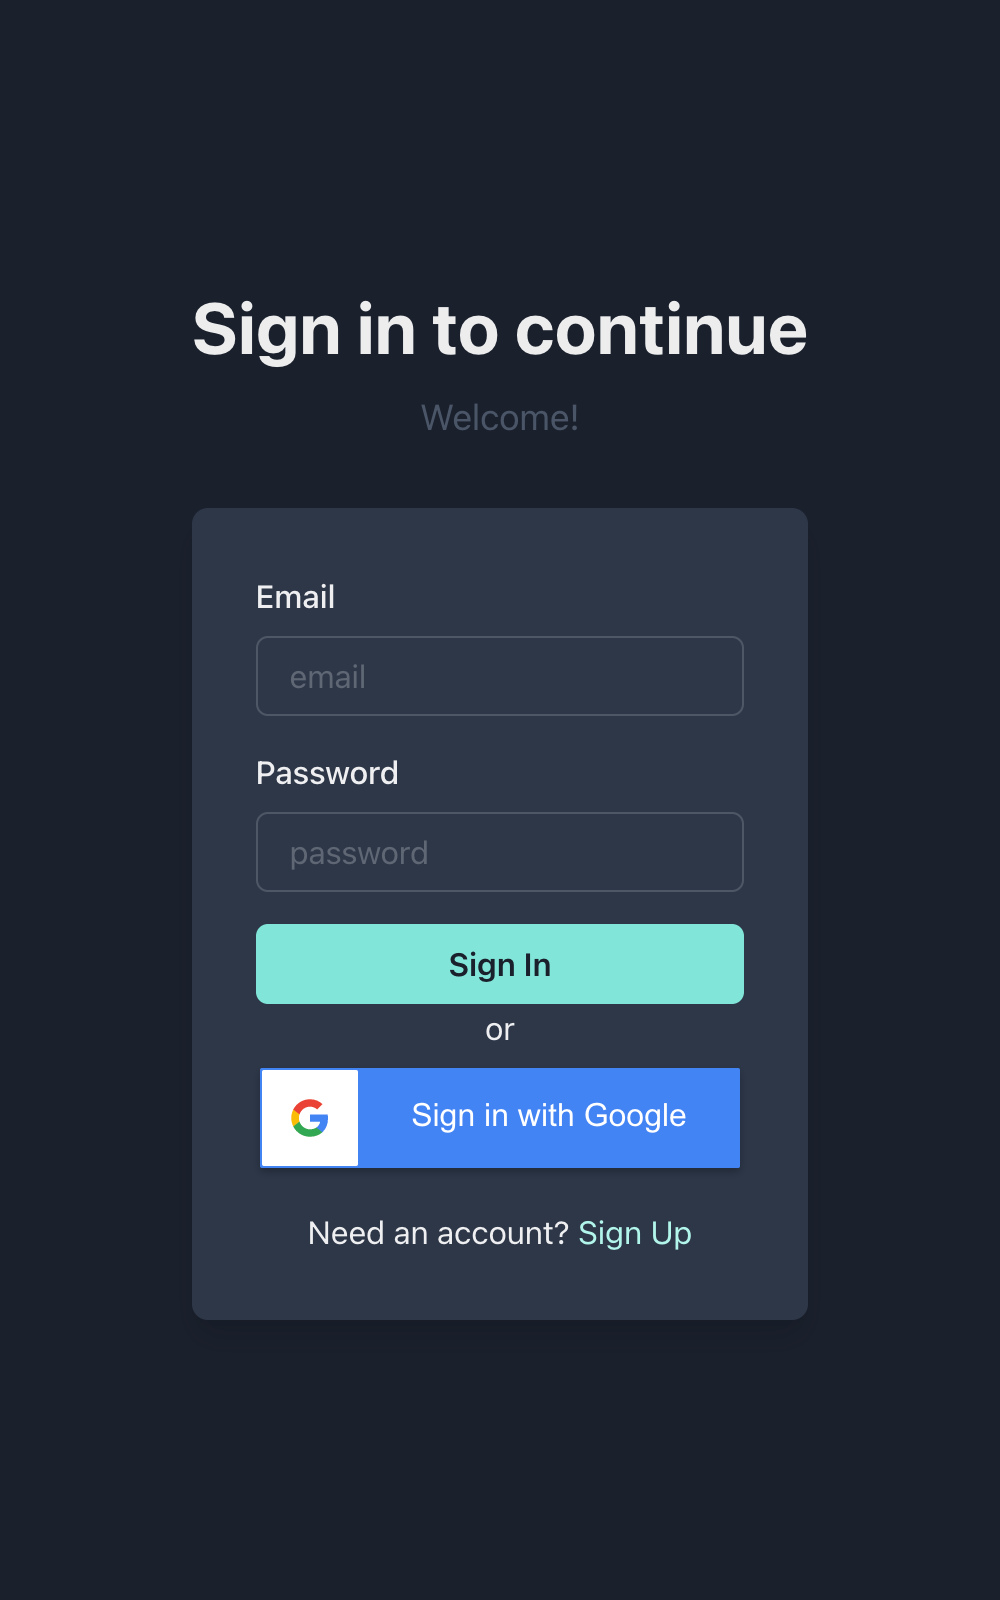 Sign in to continue
Welcome!
Email
email
Password
password
Sign In
or
Sign in with Google
Need an account? Sign Up